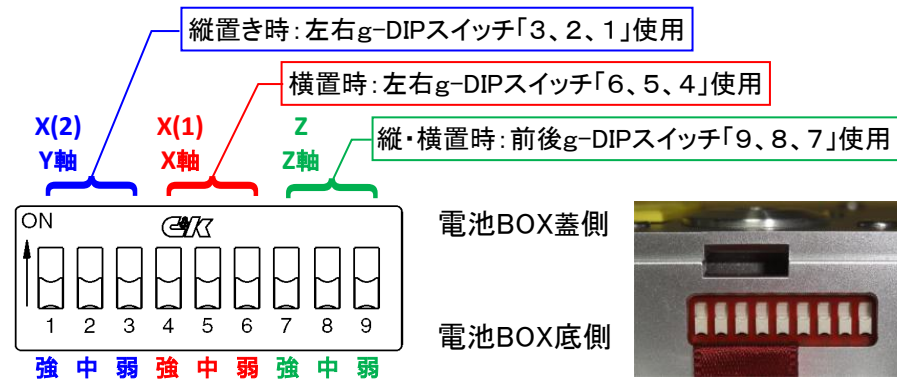 縦置き時：左右g-DIPスイッチ「3、2、1」使用
横置時：左右g-DIPスイッチ「6、5、4」使用
縦・横置時：前後g-DIPスイッチ「9、8、7」使用
X(2) X(1) Z
Y軸 X軸 Z軸
ON C&K
1 2 3 4 5 6 7 8 9
強 中 弱 強 中 弱 強 中 弱
電池BOX蓋側
電池BOX底側